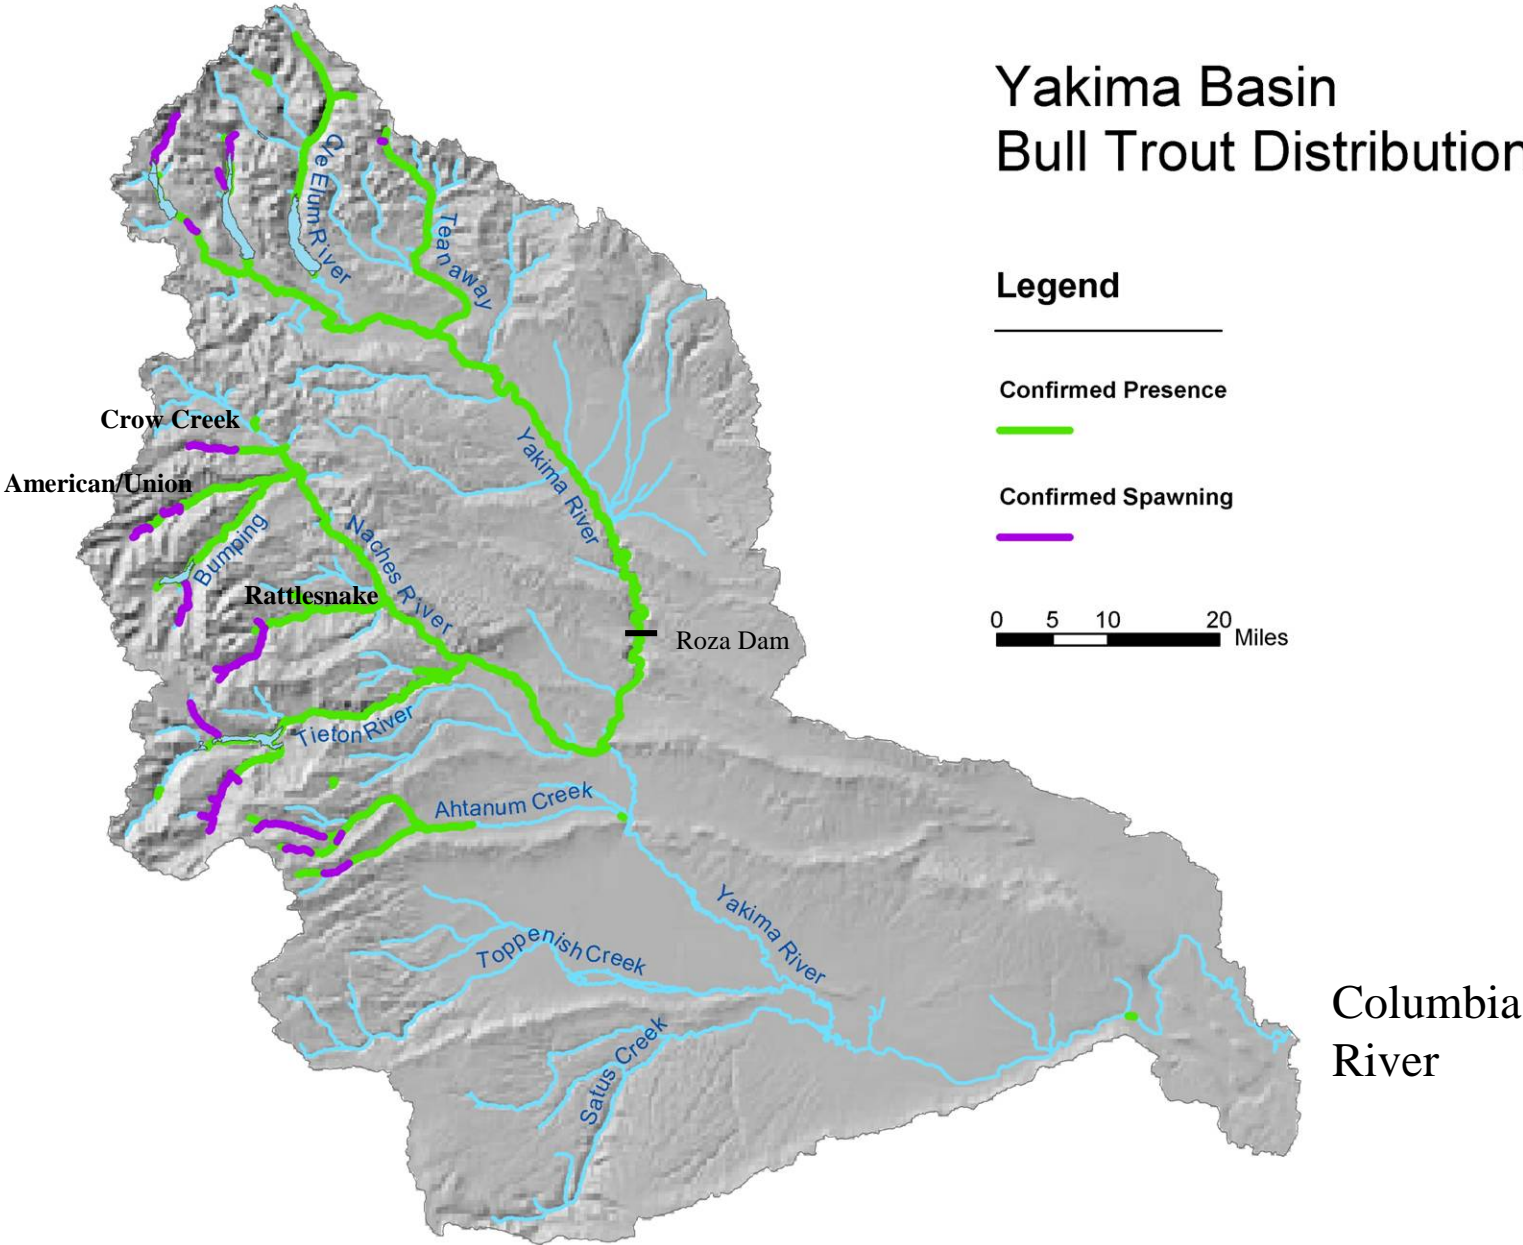 Yakima Basin
Bull Trout Distribution
Legend
Confirmed Presence
Confirmed Spawning
0 5 10 20 Miles
Cle Elum River
Teanaway
Crow Creek
American/Union
Yakima River
Bumping
Naches River
Rattlesnake
Roza Dam
Tieton River
Ahtanum Creek
Yakima River
Toppenish Creek
Satus Creek
Columbia
River